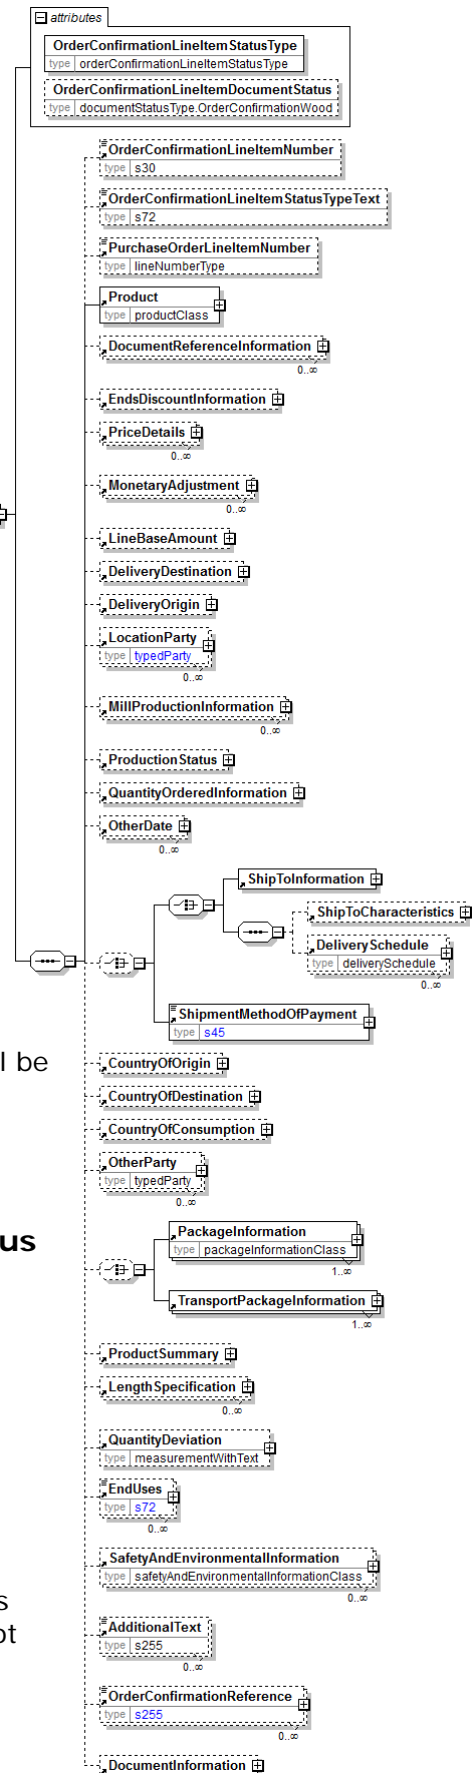 attributes
OrderConfirmationLineItemStatusType
type orderConfirmationLineItemStatusType
OrderConfirmationLineItemDocumentStatus
type documentStatusType.OrderConfirmationWood
OrderConfirmationLineItemNumber
type s30
OrderConfirmationLineItemStatusTypeText
type s72
PurchaseOrderLineItemNumber
type lineNumberType
Product
type productClass
DocumentReferenceInformation
0..∞
EndsDiscountInformation
PriceDetails
0..∞
MonetaryAdjustment
0..∞
LineBaseAmount
DeliveryDestination
DeliveryOrigin
LocationParty
type typedParty
0..∞
MillProductionInformation
0..∞
ProductionStatus
QuantityOrderedInformation
OtherDate
0..∞
ShipToInformation
ShipToCharacteristics
DeliverySchedule
type deliverySchedule
0..∞
ShipmentMethodOfPayment
type s45
l be
CountryOfOrigin
CountryOfDestination
CountryOfConsumption
OtherParty
type typedParty
0..∞
us
PackageInformation
type packageInformationClass
1..∞
TransportPackageInformation
1..∞
ProductSummary
LengthSpecification
0..∞
QuantityDeviation
type measurementWithText
EndUses
type s72
0..∞
SafetyAndEnvironmentalInformation
type safetyAndEnvironmentalInformationClass
0..∞
s
AdditionalText
ot
type s255
0..∞
OrderConfirmationReference
type s255
0..∞
DocumentInformation